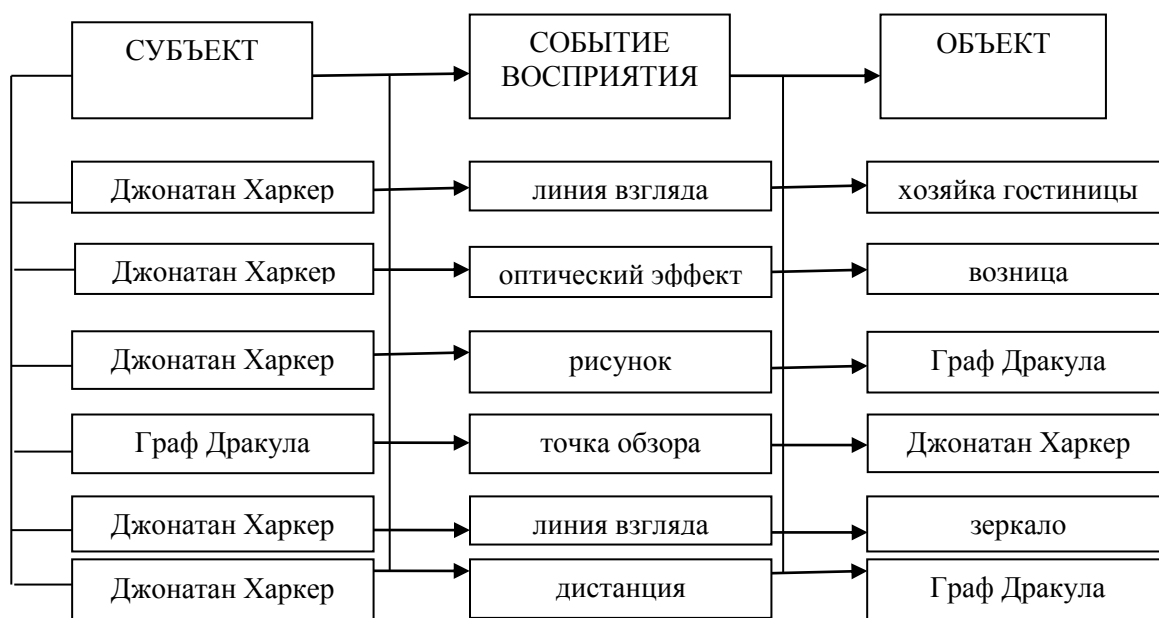 СУБЪЕКТ
СОБЫТИЕ
ВОСПРИЯТИЯ
ОБЪЕКТ
Джонатан Харкер
линия взгляда
хозяйка гостиницы
Джонатан Харкер
оптический эффект
возница
Джонатан Харкер
рисунок
Граф Дракула
Граф Дракула
точка обзора
Джонатан Харкер
Джонатан Харкер
линия взгляда
зеркало
Джонатан Харкер
дистанция
Граф Дракула